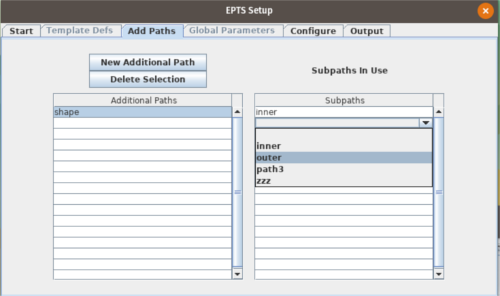 EPTS Setup
Start Template Defs Add Paths Global Parameters Configure Output
New Additional Path
Delete Selection
Subpaths In Use
Additional Paths Subpaths
shape inner
inner
outer
path3
zzz